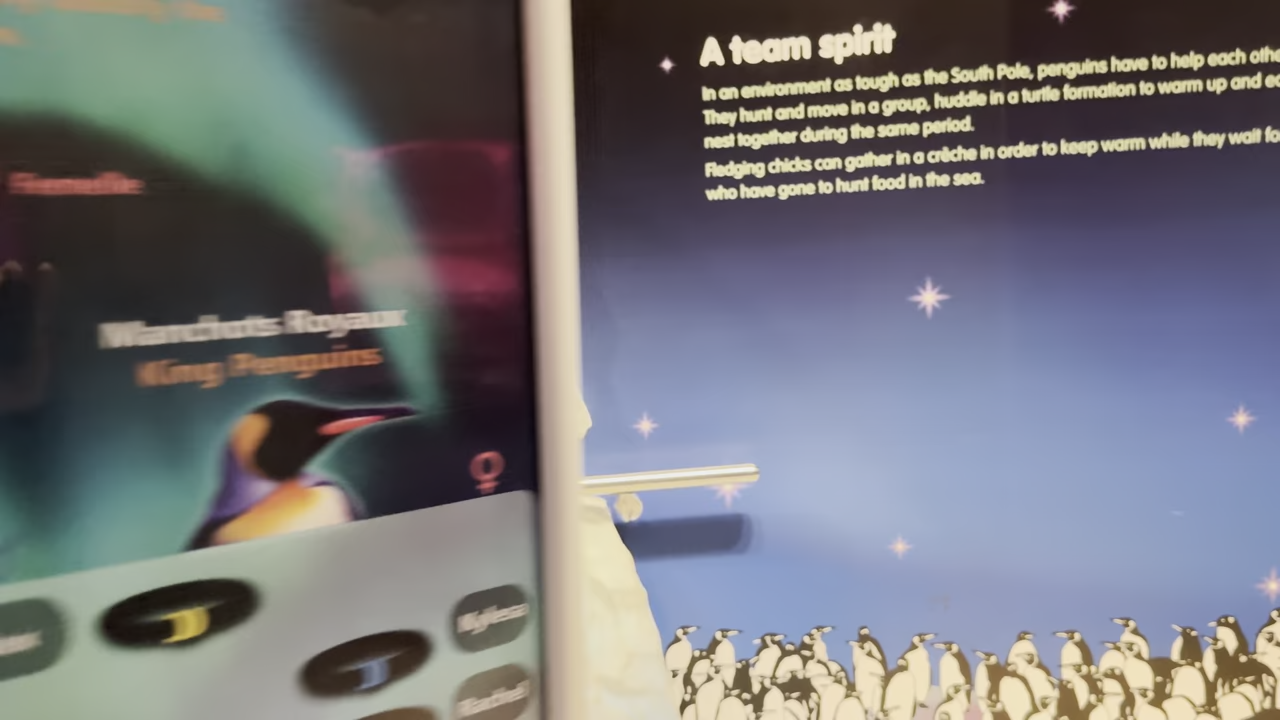 Manchots Royaux
King Penguins
A team spirit
In an environment as tough as the South Pole, penguins have to help each othe
They hunt and move in a group, huddle in a turtle formation to warm up and e
nest together during the same period.
Fledging chicks can gather in a crèche in order to keep warm while they wait fo
who have gone to hunt food in the sea.